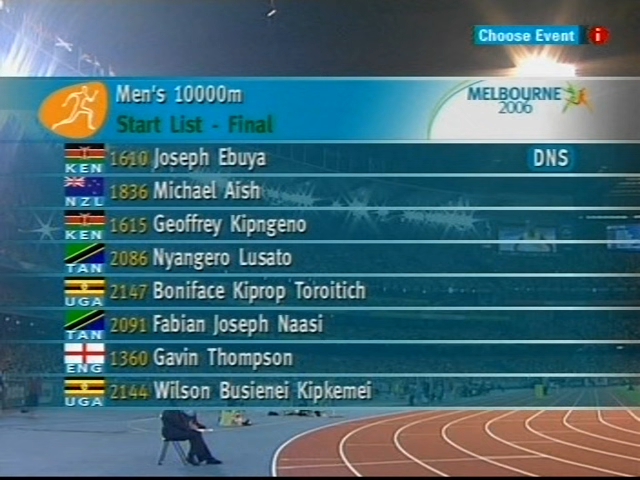 Choose Event i
Men's 10000m
Start List - Final
MELBOURNE
2006
KEN 1610 Joseph Ebuya DNS
NZL 1836 Michael Aish
KEN 1615 Geoffrey Kipngeno
TAN 2086 Nyangero Lusato
UGA 2147 Boniface Kiprop Toroitich
TAN 2091 Fabian Joseph Naasi
ENG 1360 Gavin Thompson
UGA 2144 Wilson Busienei Kipkemei